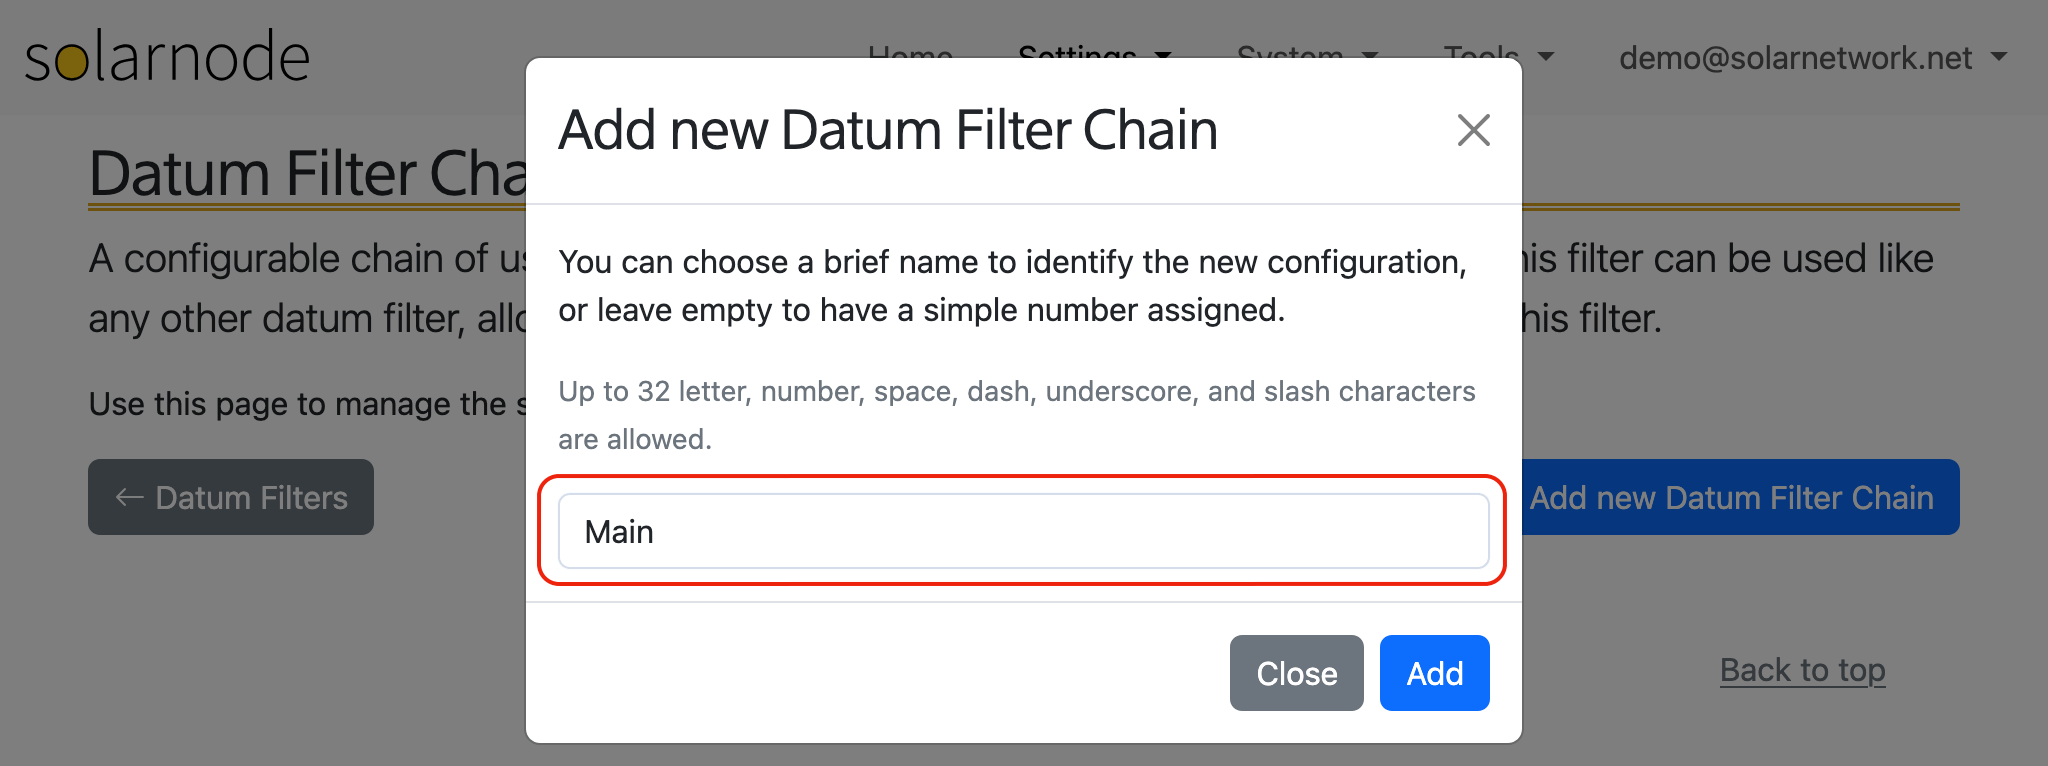 solarnode
Home Settings System Tools demo@solarnetwork.net
Add new Datum Filter Chain
Datum Filter Cha
A configurable chain of us
his filter can be used like
any other datum filter, allo
his filter.
You can choose a brief name to identify the new configuration,
or leave empty to have a simple number assigned.
Use this page to manage the s
Up to 32 letter, number, space, dash, underscore, and slash characters
are allowed.
← Datum Filters
Main
Add new Datum Filter Chain
Close Add
Back to top